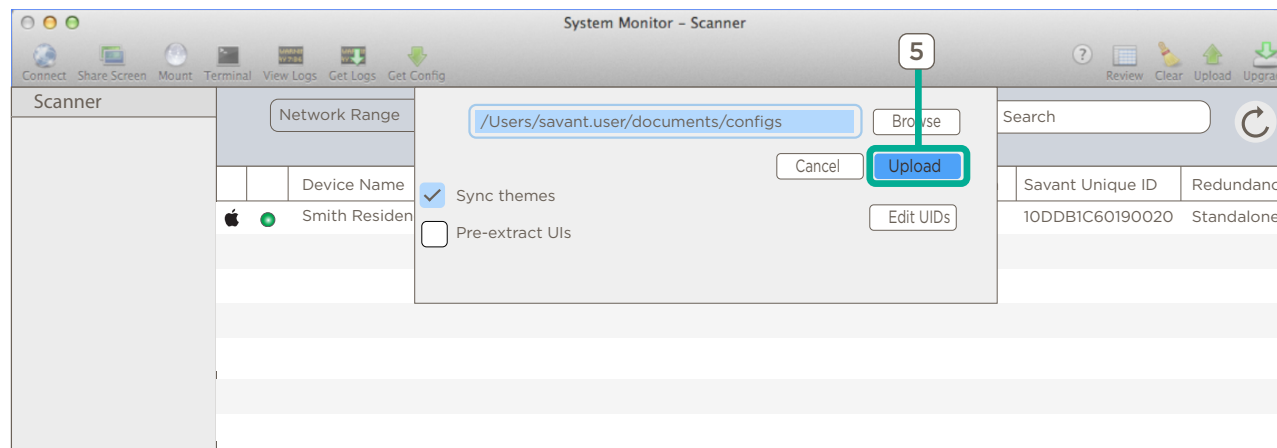 System Monitor – Scanner
5
Connect Share Screen Mount Terminal View Logs Get Logs Get Config
? Review Clear Upload Upgra
Scanner
Network Range
/Users/savant.user/documents/configs
Browse
Search
Cancel
Upload
Device Name
Sync themes
Savant Unique ID
Redundanc
Smith Residen
Edit UIDs
10DDB1C60190020
Standalone
Pre-extract UIs